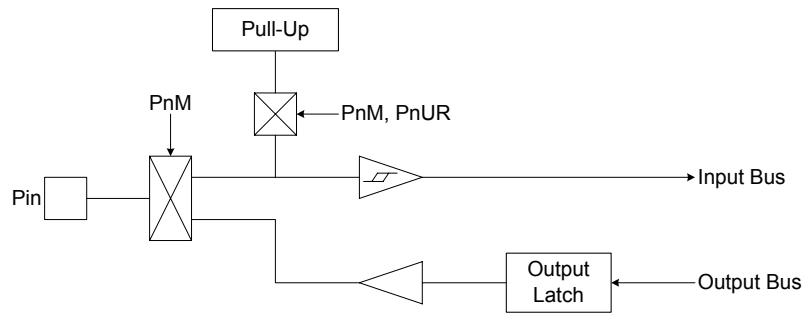 Pull-Up
PnM
PnM, PnUR
Pin
Input Bus
Output
Latch
Output Bus